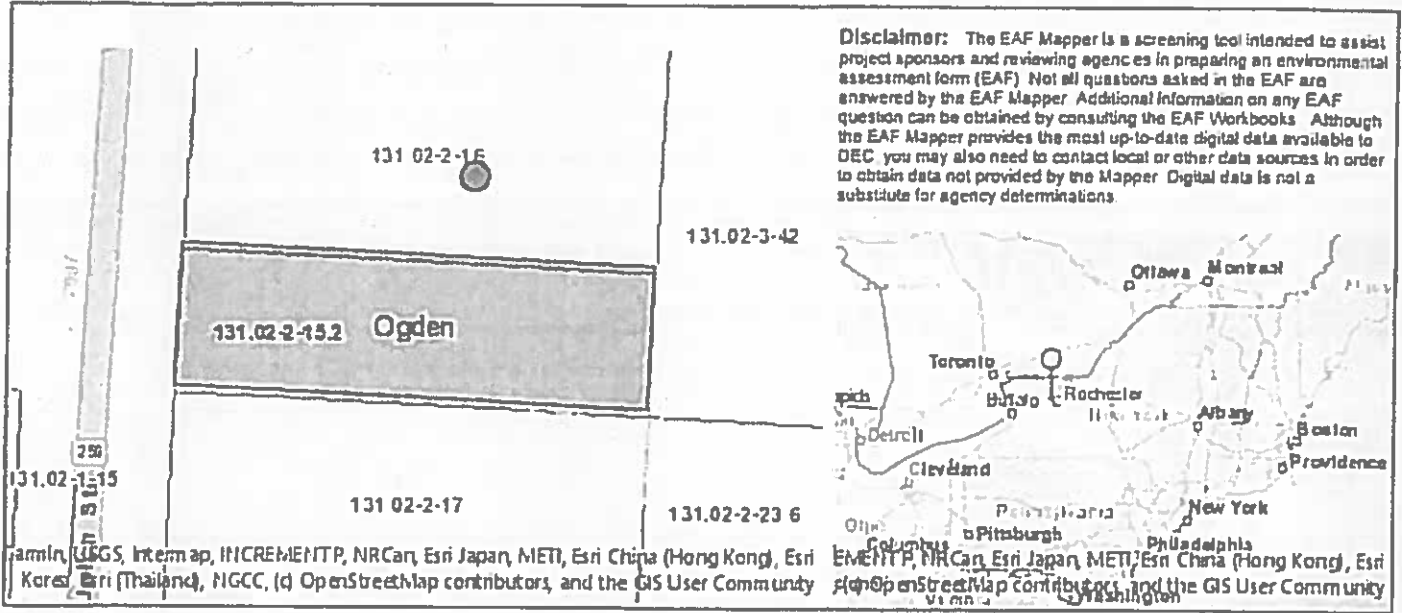 Disclaimer: The EAF Mapper is a screening tool intended to assist
project sponsors and reviewing agencies in preparing an environmental
assessment form (EAF). Not all questions asked in the EAF are
answered by the EAF Mapper. Additional information on any EAF
question can be obtained by consulting the EAF Workbooks. Although
the EAF Mapper provides the most up-to-date digital data available to
DEC, you may also need to contact local or other data sources in order
to obtain data not provided by the Mapper. Digital data is not a
substitute for agency determinations.
131 02-2-16
131.02-3-42
131.02-2-15.2
Ogden
259
131.02-1-15
131 02-2-17
131.02-2-23 6
Ottawa
Montreal
Toronto
Rochester
Buffalo
Albany
Detroit
Boston
Cleveland
Providence
Pennsylvania
New York
Pittsburgh
Columbus
Philadelphia
Washington
armin, USGS, Intermap, INCREMENT P, NRCan, Esri Japan, METI, Esri China (Hong Kong), Esri
Korea, Esri (Thailand), NGCC, (c) OpenStreetMap contributors, and the GIS User Community
EMENT P, NRCan, Esri Japan, METI, Esri China (Hong Kong), Esri
(c) OpenStreetMap contributors, and the GIS User Community